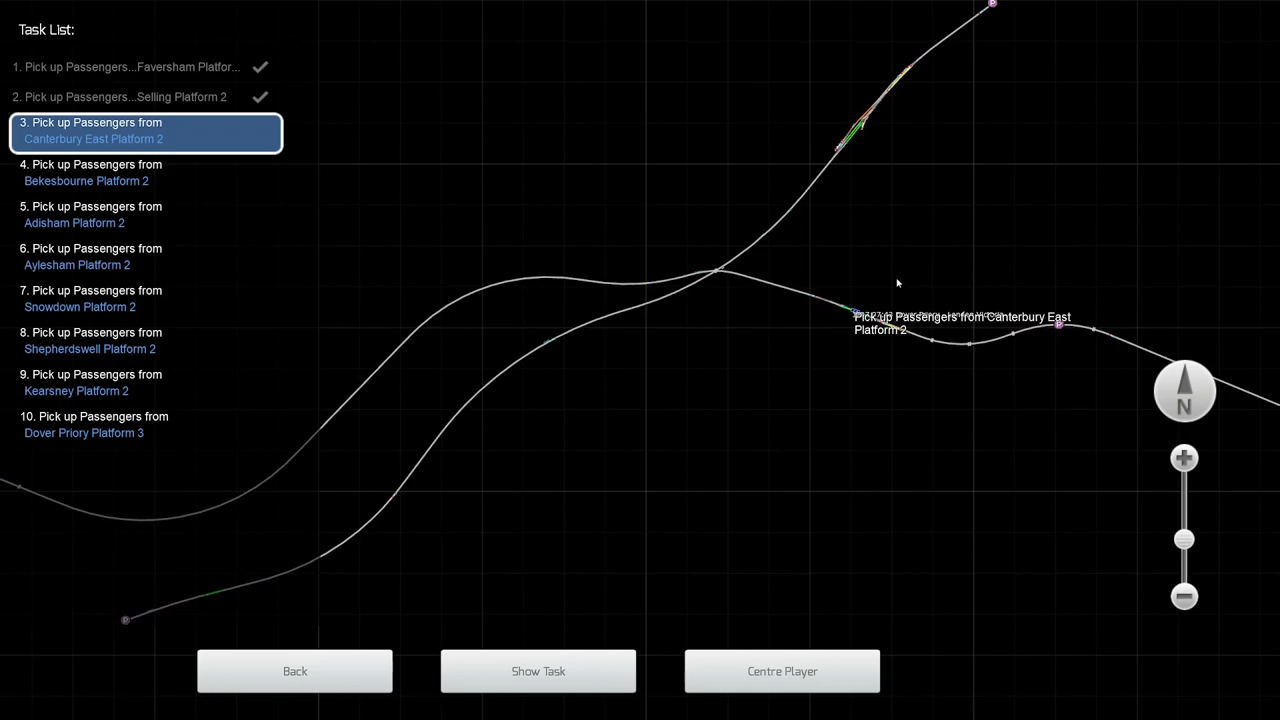 Task List:
1. Pick up Passengers...Faversham Platfor...
2. Pick up Passengers...Selling Platform 2
3. Pick up Passengers from
Canterbury East Platform 2
4. Pick up Passengers from
Bekesbourne Platform 2
5. Pick up Passengers from
Adisham Platform 2
6. Pick up Passengers from
Aylesham Platform 2
7. Pick up Passengers from
Snowdown Platform 2
8. Pick up Passengers from
Shepherdswell Platform 2
9. Pick up Passengers from
Kearsney Platform 2
10. Pick up Passengers from
Dover Priory Platform 3
P
Pick up Passengers from Canterbury East
Platform 2
P
N
P
Back
Show Task
Centre Player